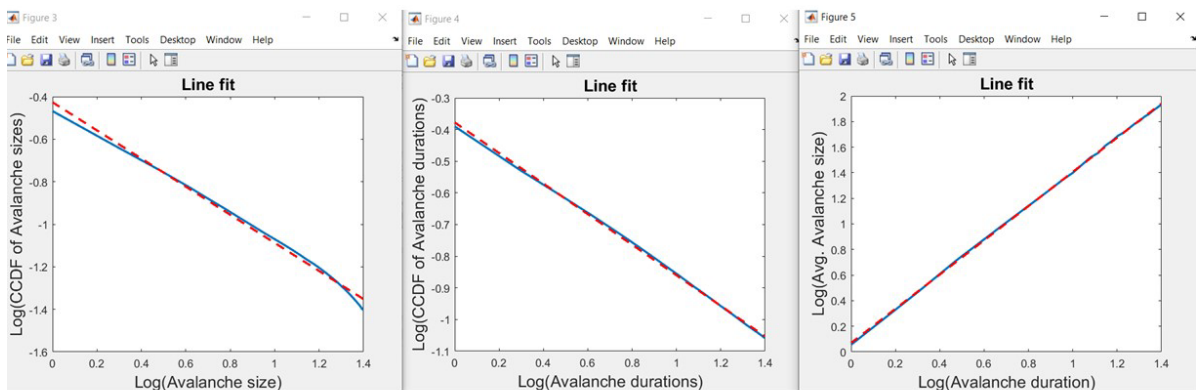 Figure 3
File Edit View Insert Tools Desktop Window Help
Line fit
Log(CCDF of Avalanche sizes)
-0.4
-0.6
-0.8
-1
-1.2
-1.4
-1.6
0 0.2 0.4 0.6 0.8 1 1.2 1.4
Log(Avalanche size)
Figure 4
File Edit View Insert Tools Desktop Window Help
Line fit
Log(CCDF of Avalanche durations)
-0.3
-0.4
-0.5
-0.6
-0.7
-0.8
-0.9
-1
-1.1
0 0.2 0.4 0.6 0.8 1 1.2 1.4
Log(Avalanche durations)
Figure 5
File Edit View Insert Tools Desktop Window Help
Line fit
Log(Avg. Avalanche size)
2
1.8
1.6
1.4
1.2
1
0.8
0.6
0.4
0.2
0
0 0.2 0.4 0.6 0.8 1 1.2 1.4
Log(Avalanche duration)